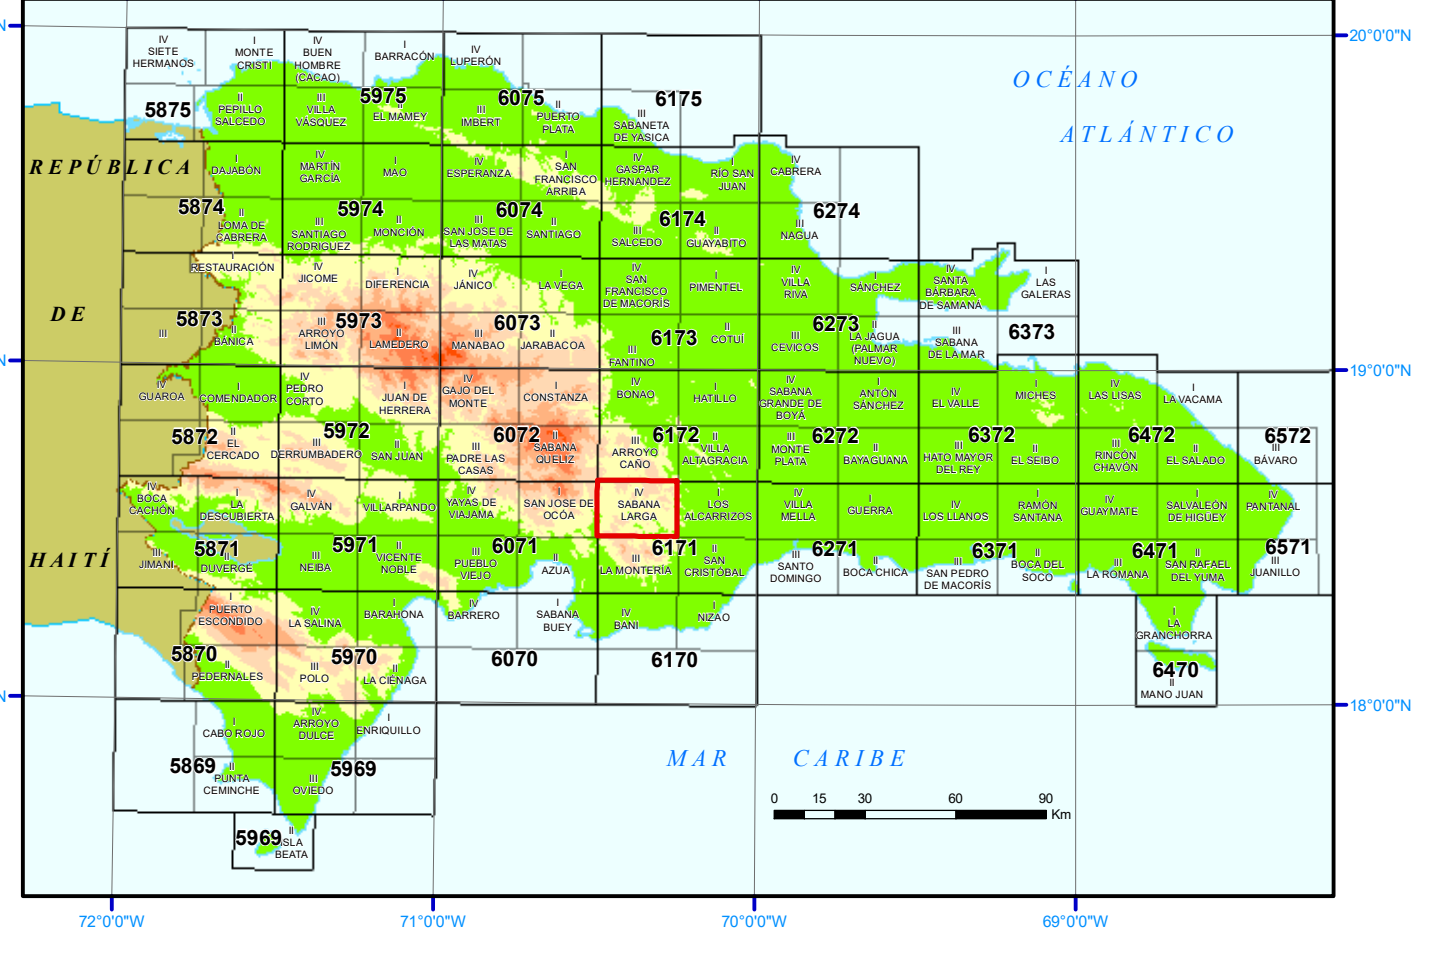 20°0'0"N
OCÉANO
ATLÁNTICO
IV
SIETE
HERMANOS
I
MONTE
CRISTI
IV
BUEN
HOMBRE
(CACAO)
I
BARRACÓN
IV
LUPERÓN
5875
II
PEPILLO
SALCEDO
III
VILLA
VÁSQUEZ
5975
II
EL MAMEY
III
IMBERT
6075
II
PUERTO
PLATA
III
SABANETA
DE YASICA
6175
REPÚBLICA
I
DAJABÓN
IV
MARTÍN
GARCÍA
I
MAO
IV
ESPERANZA
I
SAN
FRANCISCO
ARRIBA
IV
GASPAR
HERNANDEZ
I
RÍO SAN
JUAN
IV
CABRERA
5874
II
LOMA DE
CABRERA
III
SANTIAGO
RODRIGUEZ
5974
II
MONCIÓN
III
SAN JOSE DE
LAS MATAS
6074
II
SANTIAGO
III
SALCEDO
6174
II
GUAYABITO
III
NAGUA
6274
I
RESTAURACIÓN
IV
JICOME
I
DIFERENCIA
IV
JÁNICO
I
LA VEGA
IV
SAN
FRANCISCO
DE MACORÍS
I
PIMENTEL
IV
VILLA
RIVA
I
SÁNCHEZ
IV
SANTA
BÁRBARA
DE SAMANÁ
I
LAS
GALERAS
DE
III
5873
II
BÁNICA
III
ARROYO
LIMÓN
5973
II
LAMEDERO
III
MANABAO
6073
II
JARABACOA
III
FANTINO
6173
II
COTUÍ
III
CEVICOS
6273
II
LA JAGUA
(PALMAR
NUEVO)
III
SABANA
DE LA MAR
6373
19°0'0"N
IV
GUAROA
I
COMENDADOR
IV
PEDRO
CORTO
I
JUAN DE
HERRERA
IV
GAJO DEL
MONTE
I
CONSTANZA
IV
BONAO
I
HATILLO
IV
SABANA
GRANDE DE
BOYÁ
I
ANTÓN
SÁNCHEZ
IV
EL VALLE
I
MICHES
IV
LAS LISAS
I
LA VACAMA
5872
II
EL
CERCADO
III
DERRUMBADERO
5972
II
SAN JUAN
III
PADRE LAS
CASAS
6072
II
SABANA
QUELIZ
III
ARROYO
CAÑO
6172
II
VILLA
ALTAGRACIA
III
MONTE
PLATA
6272
II
BAYAGUANA
III
HATO MAYOR
DEL REY
6372
II
EL SEIBO
III
RINCÓN
CHAVÓN
6472
II
EL SALADO
6572
III
BÁVARO
IV
BOCA
CACHÓN
I
LA
DESCUBIERTA
IV
GALVÁN
I
VILLARPANDO
IV
YAYAS DE
VIAJAMA
I
SAN JOSE DE
OCÓA
IV
SABANA
LARGA
I
LOS
ALCARRIZOS
IV
VILLA
MELLA
I
GUERRA
IV
LOS LLANOS
I
RAMÓN
SANTANA
IV
GUAYMATE
I
SALVALEÓN
DE HIGÜEY
IV
PANTANAL
HAITÍ
III
JIMANI
5871
II
DUVERGÉ
III
NEIBA
5971
II
VICENTE
NOBLE
III
PUEBLO
VIEJO
6071
II
AZUA
III
LA MONTERÍA
6171
II
SAN
CRISTÓBAL
III
SANTO
DOMINGO
6271
II
BOCA CHICA
III
SAN PEDRO
DE MACORÍS
6371
II
BOCA DEL
SOCO
III
LA ROMANA
6471
II
SAN RAFAEL
DEL YUMA
6571
III
JUANILLO
I
PUERTO
ESCONDIDO
IV
LA SALINA
I
BARAHONA
IV
BARRERO
I
SABANA
BUEY
IV
BANI
I
NIZAO
I
LA
GRANCHORRA
5870
II
PEDERNALES
III
POLO
5970
II
LA CIÉNAGA
6070
6170
6470
II
MANO JUAN
18°0'0"N
I
CABO ROJO
IV
ARROYO
DULCE
I
ENRIQUILLO
MAR CARIBE
5869
II
PUNTA
CEMINCHE
III
OVIEDO
5969
0 15 30 60 90
Km
5969
II
ISLA
BEATA
72°0'0"W
71°0'0"W
70°0'0"W
69°0'0"W